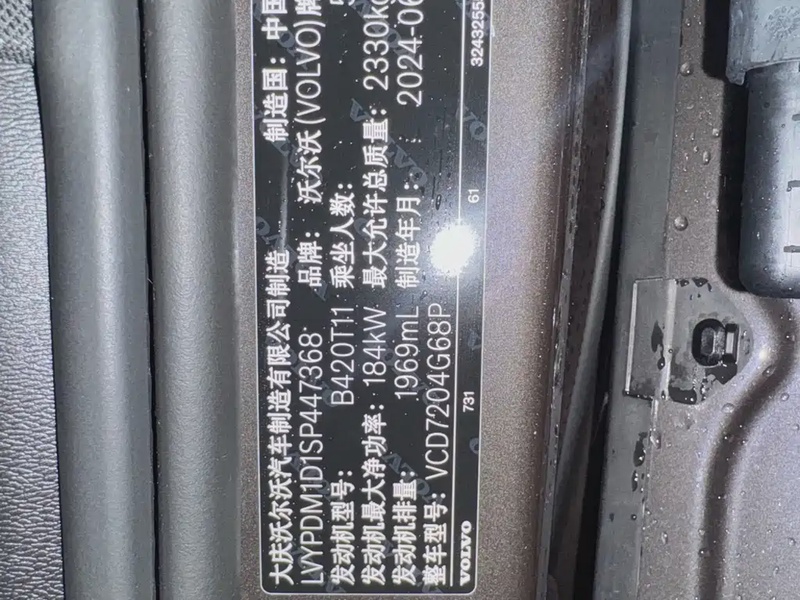 大庆沃尔沃汽车制造有限公司制造 制造国：中国
LVYPDM1D1SP447368 品牌：沃尔沃(VOLVO)牌
发动机型号：B420T11 乘坐人数：
发动机最大净功率：184kW 最大允许总质量：2330kg
发动机排量：1969mL 制造年月：2024-06
整车型号：VCD7204G68P
VOLVO 731 61 32432555